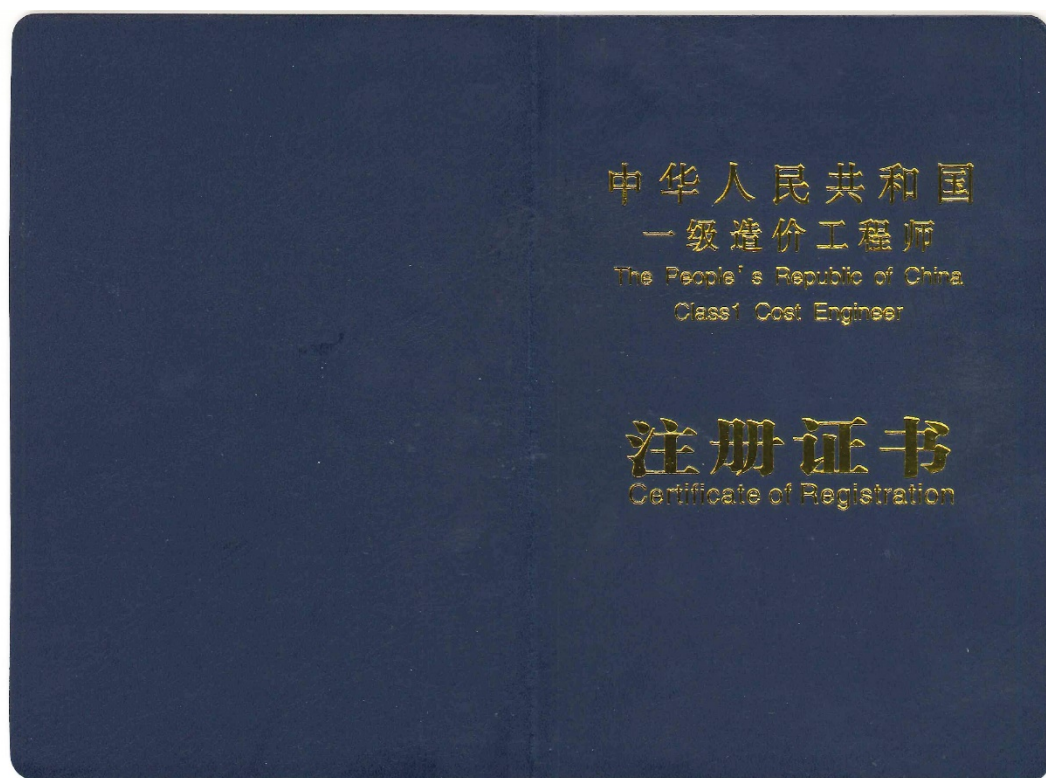 中华人民共和国
一级造价工程师
The People's Republic of China
Class1 Cost Engineer
注册证书
Certificate of Registration